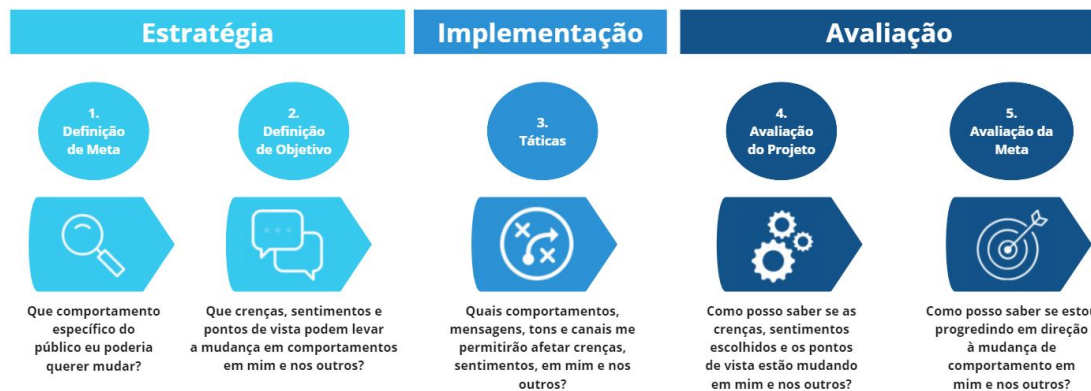 Estratégia
Implementação
Avaliação
1.
Definição
de Meta
2.
Definição
de Objetivo
3.
Táticas
4.
Avaliação
do Projeto
5.
Avaliação da
Meta
Que comportamento
específico do
público eu poderia
querer mudar?
Que crenças, sentimentos e
pontos de vista podem levar
a mudança em comportamentos
em mim e nos outros?
Quais comportamentos,
mensagens, tons e canais me
permitirão afetar crenças,
sentimentos, em mim e nos
outros?
Como posso saber se as
crenças, sentimentos
escolhidos e os pontos
de vista estão mudando
em mim e nos outros?
Como posso saber se estou
progredindo em direção
à mudança de
comportamento em
mim e nos outros?